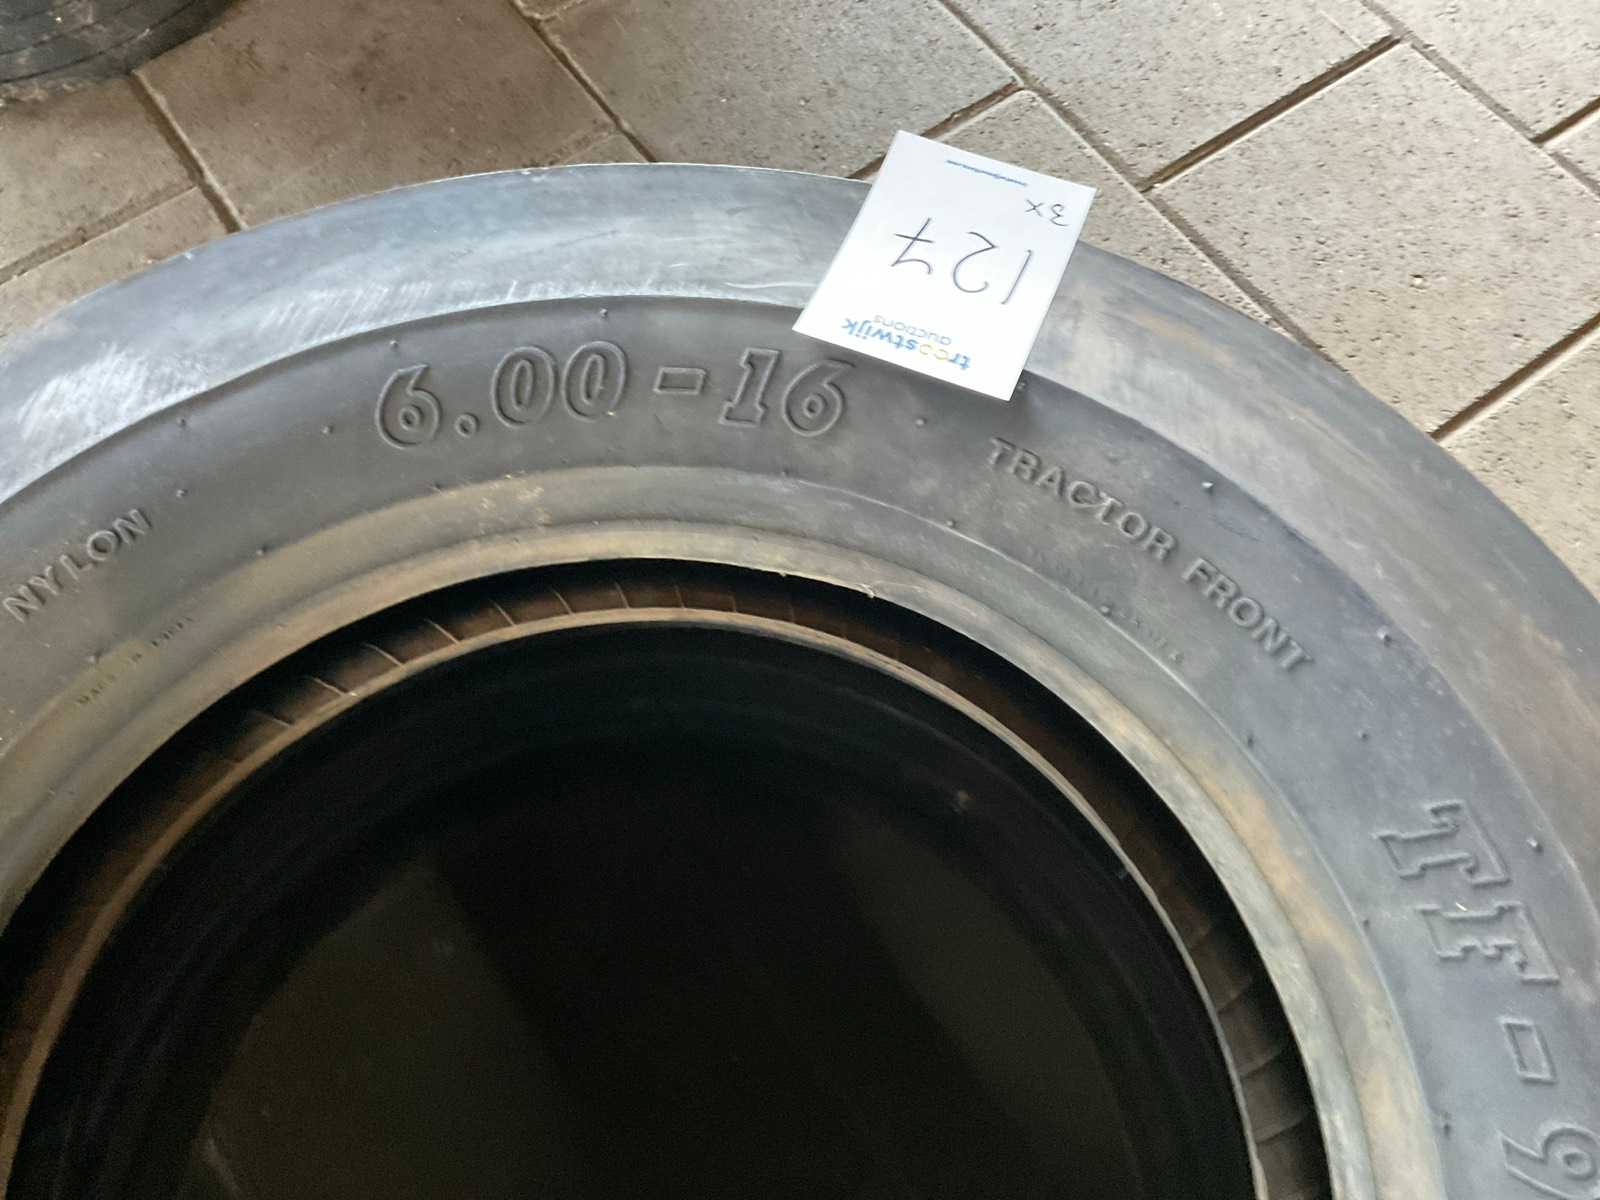 troostwijk
auctions
127
3x
6.00-16
TRACTOR FRONT
NYLON
TF-9